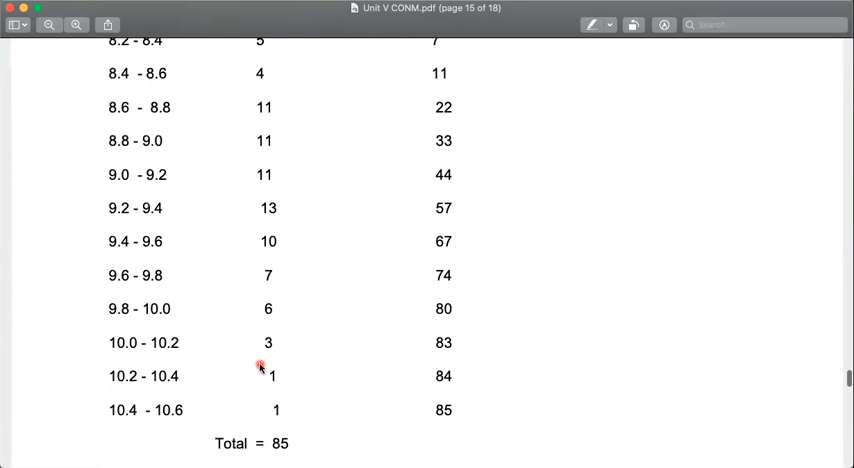 Unit V CONM.pdf (page 15 of 18)
Search
8.2 - 8.4 5 7
8.4 - 8.6 4 11
8.6 - 8.8 11 22
8.8 - 9.0 11 33
9.0 - 9.2 11 44
9.2 - 9.4 13 57
9.4 - 9.6 10 67
9.6 - 9.8 7 74
9.8 - 10.0 6 80
10.0 - 10.2 3 83
10.2 - 10.4 1 84
10.4 - 10.6 1 85
Total = 85